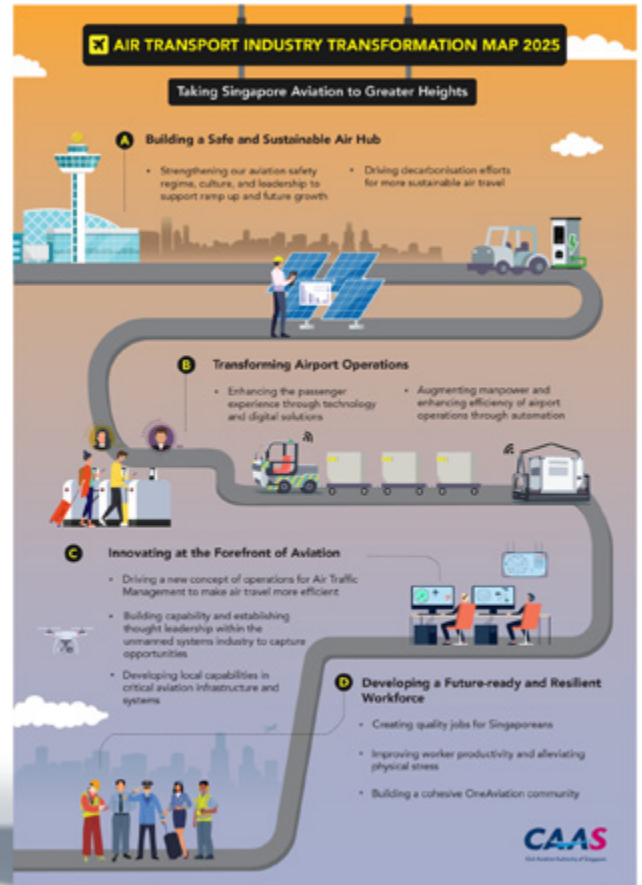 AIR TRANSPORT INDUSTRY TRANSFORMATION MAP 2025
Taking Singapore Aviation to Greater Heights
A
Building a Safe and Sustainable Air Hub
• Strengthening our aviation safety
regime, culture, and leadership to
support ramp up and future growth
• Driving decarbonisation efforts
for more sustainable air travel
B
Transforming Airport Operations
• Enhancing the passenger
experience through technology
and digital solutions
• Augmenting manpower and
enhancing efficiency of airport
operations through automation
C
Innovating at the Forefront of Aviation
• Driving a new concept of operations for Air Traffic
Management to make air travel more efficient
• Building capability and establishing
thought leadership within the
unmanned systems industry to capture
opportunities
• Developing local capabilities in
critical aviation infrastructure and
systems
D
Developing a Future-ready and Resilient
Workforce
• Creating quality jobs for Singaporeans
• Improving worker productivity and alleviating
physical stress
• Building a cohesive OneAviation community
CAAS
Civil Aviation Authority of Singapore